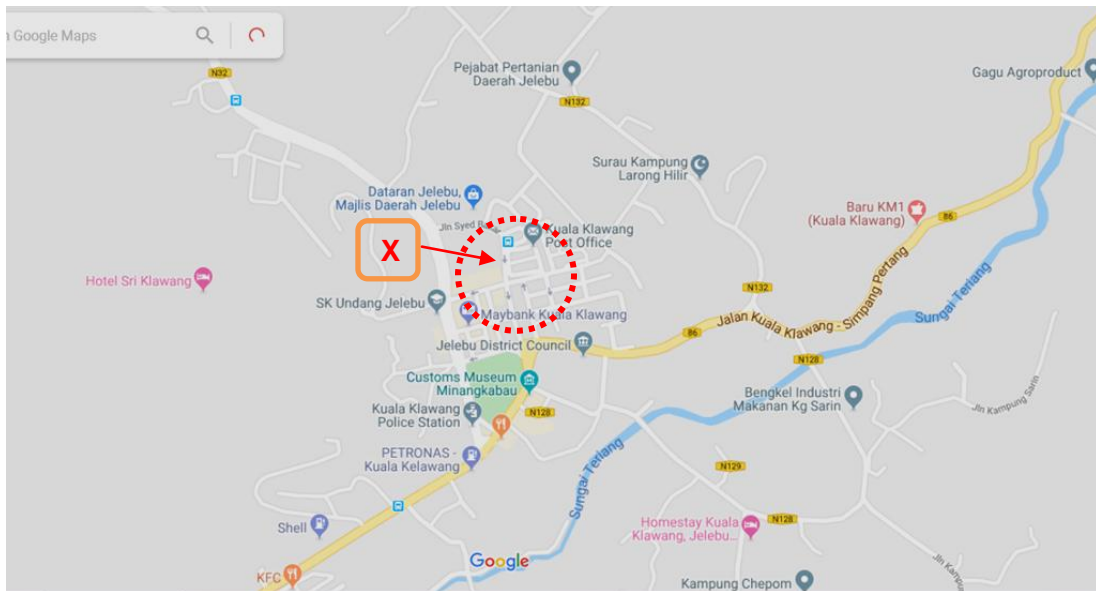 n Google Maps
N32
Pejabat Pertanian
Daerah Jelebu
N132
Gagu Agroproduct
Surau Kampung
Larong Hilir
Dataran Jelebu,
Majlis Daerah Jelebu
Baru KM1
(Kuala Klawang)
86
Jln Syed
Kuala Klawang
Post Office
X
Hotel Sri Klawang
SK Undang Jelebu
N132
Sungai Teriang
Maybank Kuala Klawang
86
Jalan Kuala Klawang - Simpang Pertang
Jelebu District Council
N128
Customs Museum
Minangkabau
Bengkel Industri
Makanan Kg Sarin
Jln Kampung Sarin
Kuala Klawang
Police Station
N128
PETRONAS -
Kuala Kelawang
Sungai Teriang
N129
Shell
Homestay Kuala
Klawang, Jelebu...
N128
Google
Jln Kampu
KFC
Kampung Chepom